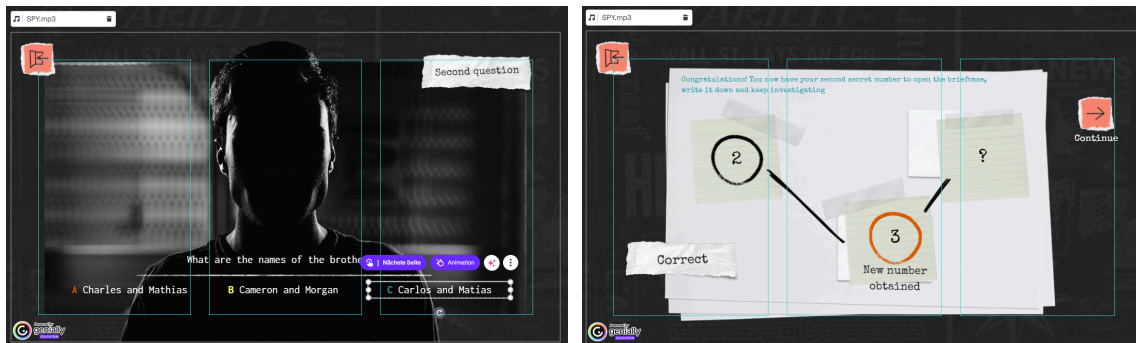 SPY.mp3
Second question
What are the names of the brothe
Nächste Seite
Animation
A Charles and Mathias
B Cameron and Morgan
C Carlos and Matías
genially
EDUCATION
SPY.mp3
Congratulations! You now have your second secret number to open the briefcase,
write it down and keep investigating
Continue
2
?
3
New number
obtained
Correct
genially
EDUCATION